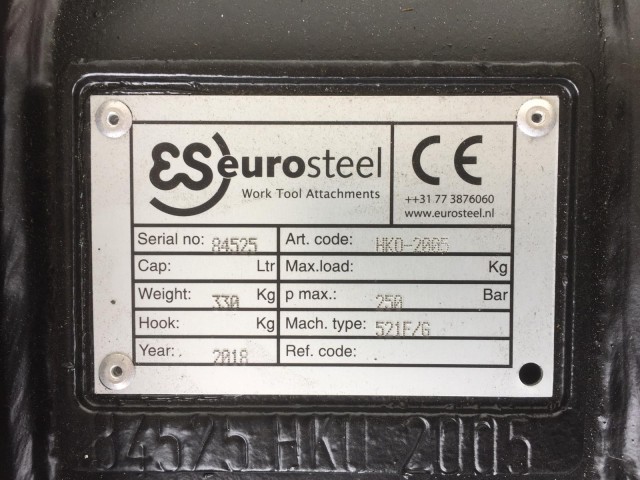 ES eurosteel
Work Tool Attachments
CE
++31 77 3876060
www.eurosteel.nl
Serial no: 84525 Art. code: HKO-2005
Cap: Ltr Max.load: Kg
Weight: 330 Kg p max.: 250 Bar
Hook: Kg Mach. type: 521F/G
Year: 2018 Ref. code:
84525 HKO 2005